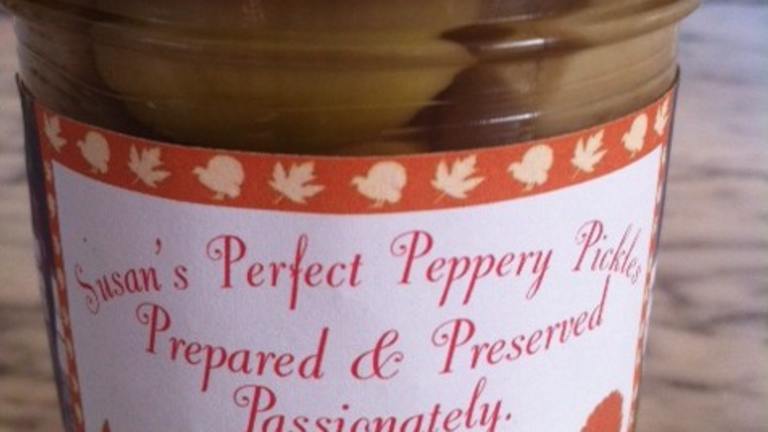 Susan's Perfect Peppery Pickles
Prepared & Preserved
Passionately.